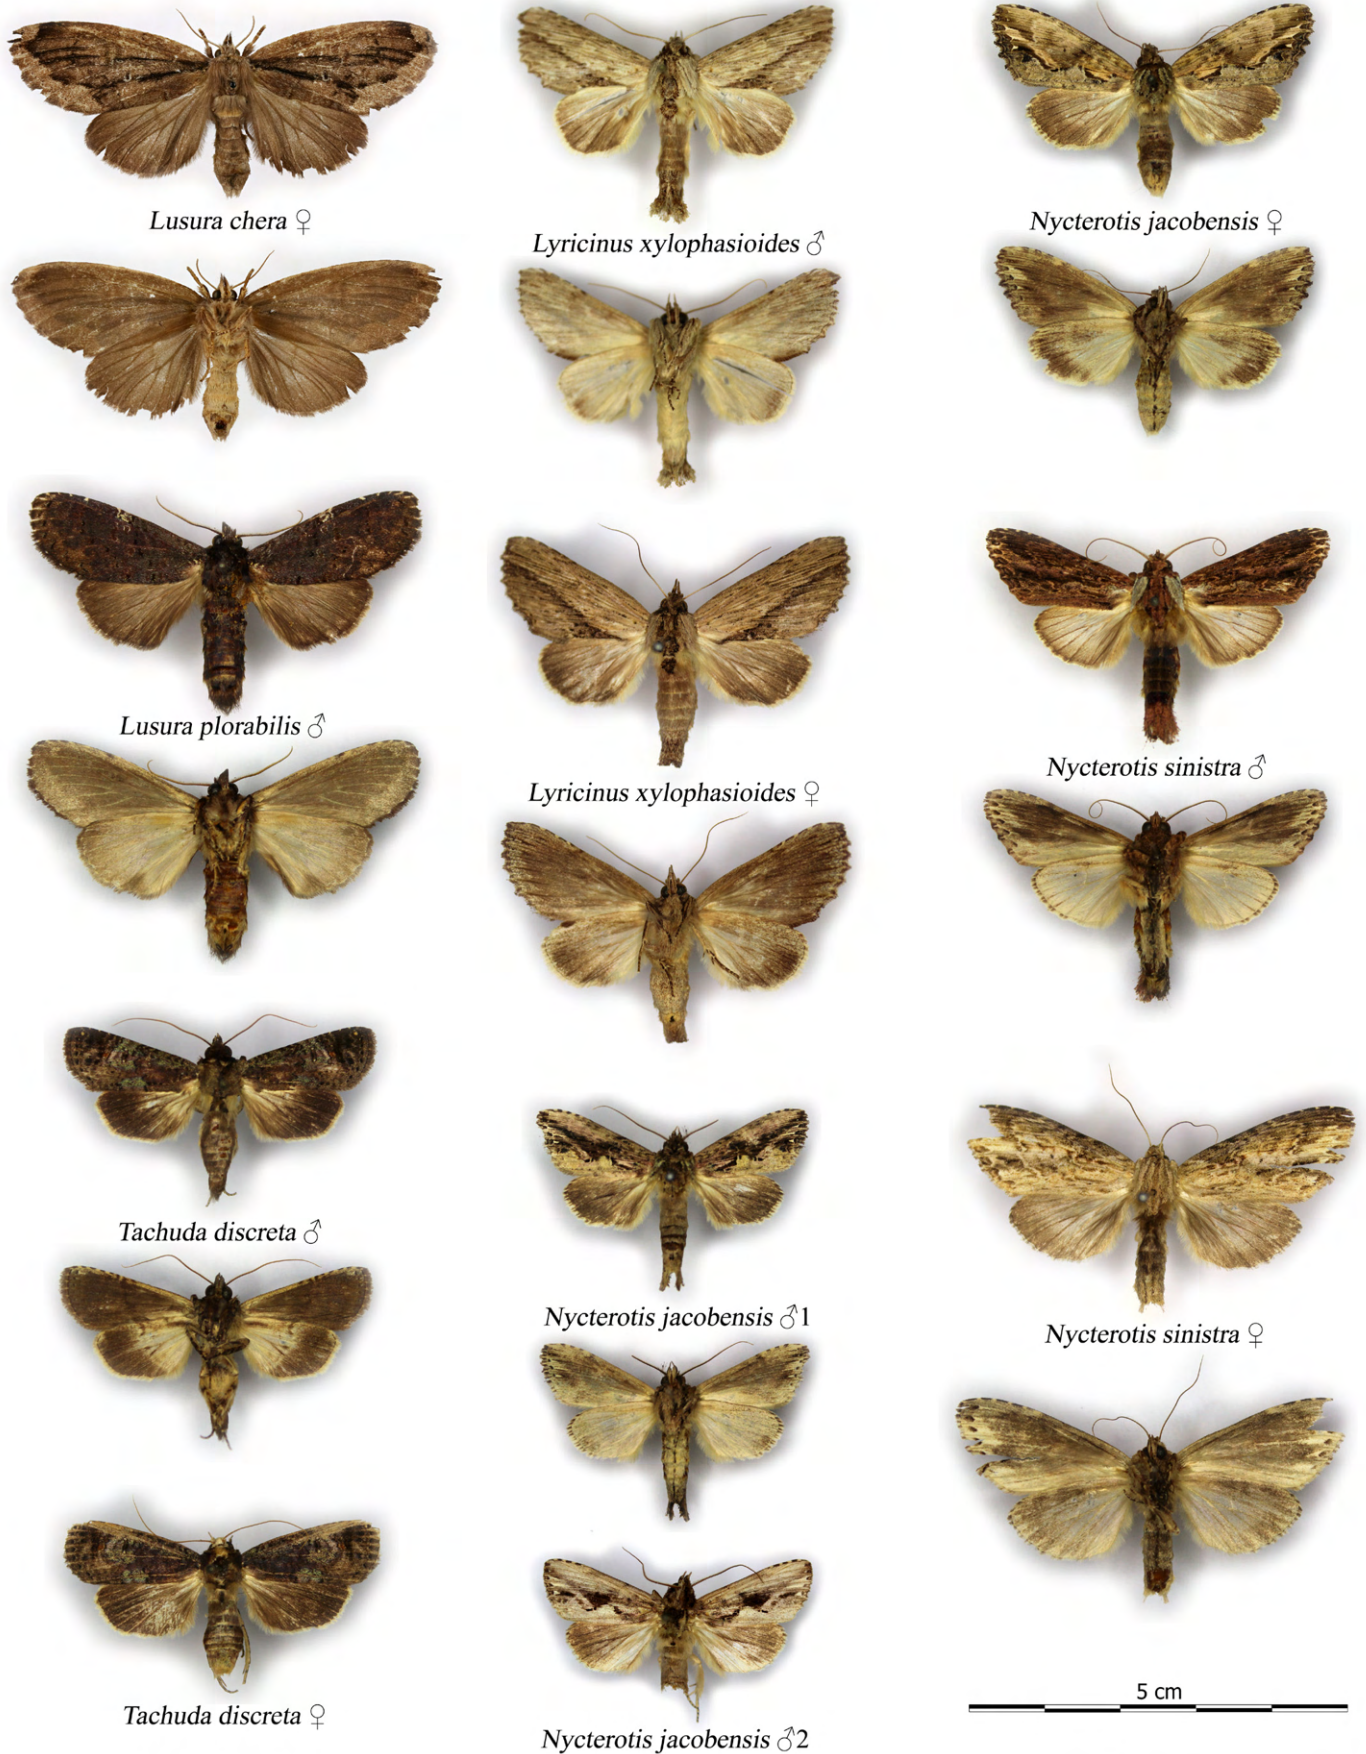 Lusura chera ♀
Lusura plorabilis ♂
Tachuda discreta ♂
Tachuda discreta ♀
Lyricinus xylophasioides ♂
Lyricinus xylophasioides ♀
Nycterotis jacobensis ♂1
Nycterotis jacobensis ♂2
Nycterotis jacobensis ♀
Nycterotis sinistra ♂
Nycterotis sinistra ♀
5 cm